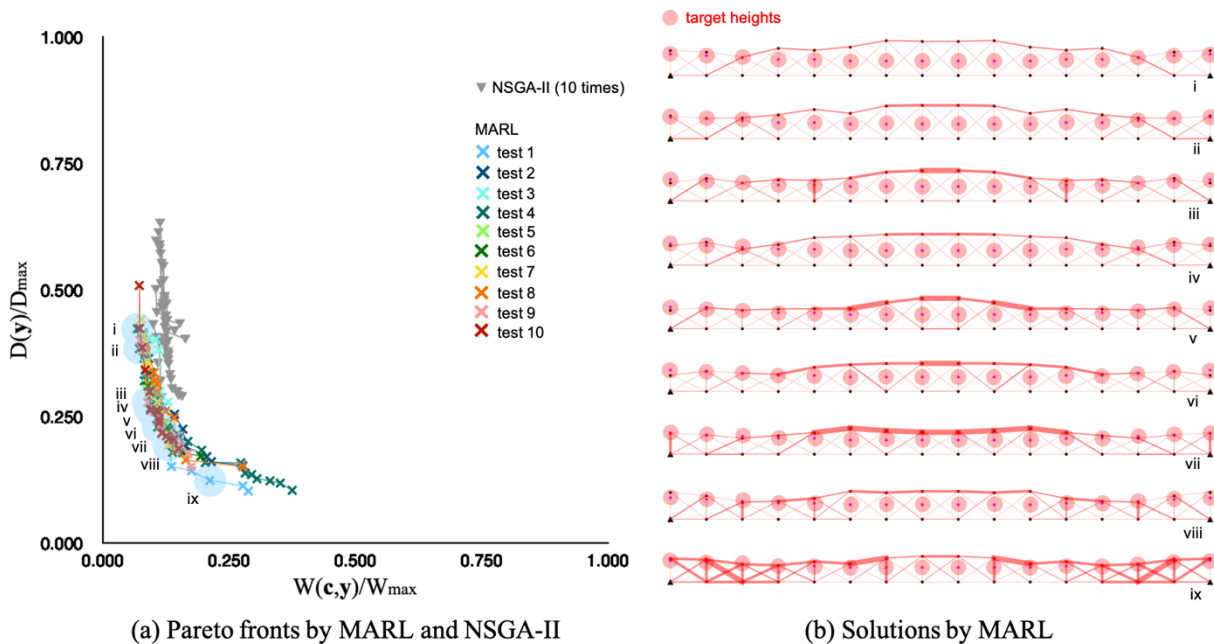 1.000
0.750
0.500
0.250
0.000
D(y)/Dmax
0.000
0.250
0.500
0.750
1.000
W(c,y)/Wmax
NSGA-II (10 times)
MARL
test 1
test 2
test 3
test 4
test 5
test 6
test 7
test 8
test 9
test 10
i
ii
iii
iv
v
vi
vii
viii
ix
(a) Pareto fronts by MARL and NSGA-II
target heights
i
ii
iii
iv
v
vi
vii
viii
ix
(b) Solutions by MARL